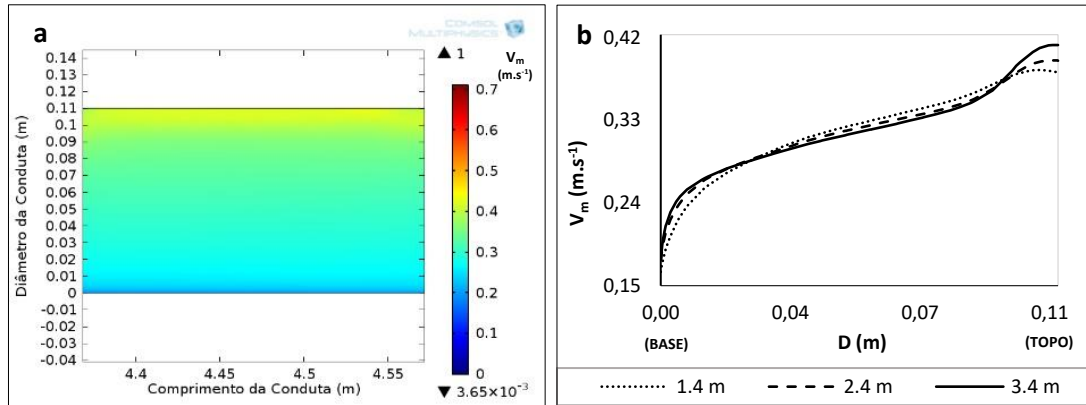 a
COMSOL
MULTIPHYSICS
▲ 1
Vm
(m.s-1)
Diâmetro da Conduta (m)
0.14
0.13
0.12
0.11
0.1
0.09
0.08
0.07
0.06
0.05
0.04
0.03
0.02
0.01
0
-0.01
-0.02
-0.03
-0.04
4.4
4.45
4.5
4.55
Comprimento da Conduta (m)
0.7
0.6
0.5
0.4
0.3
0.2
0.1
0
▼ 3.65×10⁻³
b
Vm (m.s-1)
0,42
0,33
0,24
0,15
0,00
0,04
0,07
0,11
(BASE)
D (m)
(TOPO)
1.4 m
2.4 m
3.4 m